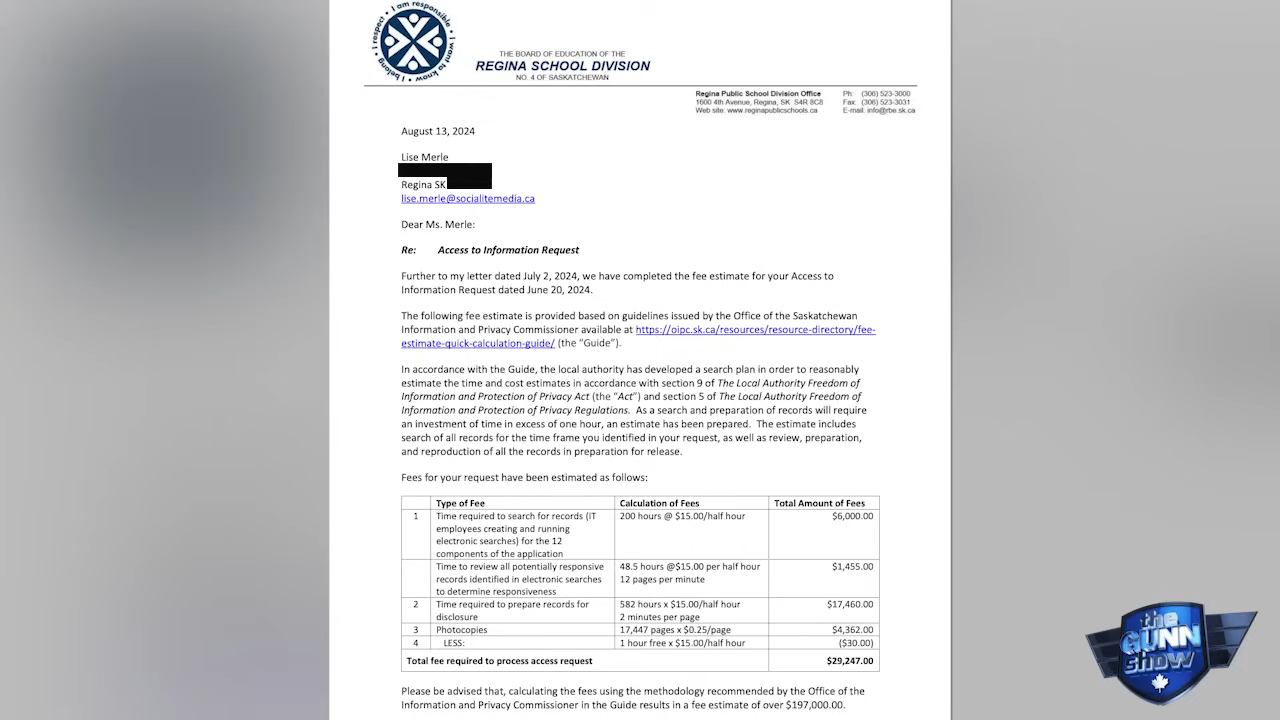 I belong • I respect • I am responsible • I want to know
THE BOARD OF EDUCATION OF THE
REGINA SCHOOL DIVISION
NO. 4 OF SASKATCHEWAN
Regina Public School Division Office Ph: (306) 523-3000
1600 4th Avenue, Regina, SK S4R 8C8 Fax: (306) 523-3031
Web site: www.reginapublicschools.ca E-mail: info@rbe.sk.ca
August 13, 2024
Lise Merle
Regina SK
lise.merle@socialitemedia.ca
Dear Ms. Merle:
Re: Access to Information Request
Further to my letter dated July 2, 2024, we have completed the fee estimate for your Access to
Information Request dated June 20, 2024.
The following fee estimate is provided based on guidelines issued by the Office of the Saskatchewan
Information and Privacy Commissioner available at https://oipc.sk.ca/resources/resource-directory/fee-
estimate-quick-calculation-guide/ (the “Guide”).
In accordance with the Guide, the local authority has developed a search plan in order to reasonably
estimate the time and cost estimates in accordance with section 9 of The Local Authority Freedom of
Information and Protection of Privacy Act (the “Act”) and section 5 of The Local Authority Freedom of
Information and Protection of Privacy Regulations. As a search and preparation of records will require
an investment of time in excess of one hour, an estimate has been prepared. The estimate includes
search of all records for the time frame you identified in your request, as well as review, preparation,
and reproduction of all the records in preparation for release.
Fees for your request have been estimated as follows:
Type of Fee Calculation of Fees Total Amount of Fees
1 Time required to search for records (IT 200 hours @ $15.00/half hour $6,000.00
employees creating and running
electronic searches) for the 12
components of the application
Time to review all potentially responsive 48.5 hours @$15.00 per half hour $1,455.00
records identified in electronic searches 12 pages per minute
to determine responsiveness
2 Time required to prepare records for 582 hours x $15.00/half hour $17,460.00
disclosure 2 minutes per page
3 Photocopies 17,447 pages x $0.25/page $4,362.00
4 LESS: 1 hour free x $15.00/half hour ($30.00)
Total fee required to process access request $29,247.00
Please be advised that, calculating the fees using the methodology recommended by the Office of the
Information and Privacy Commissioner in the Guide results in a fee estimate of over $197,000.00.
the
GUNN
SHOW